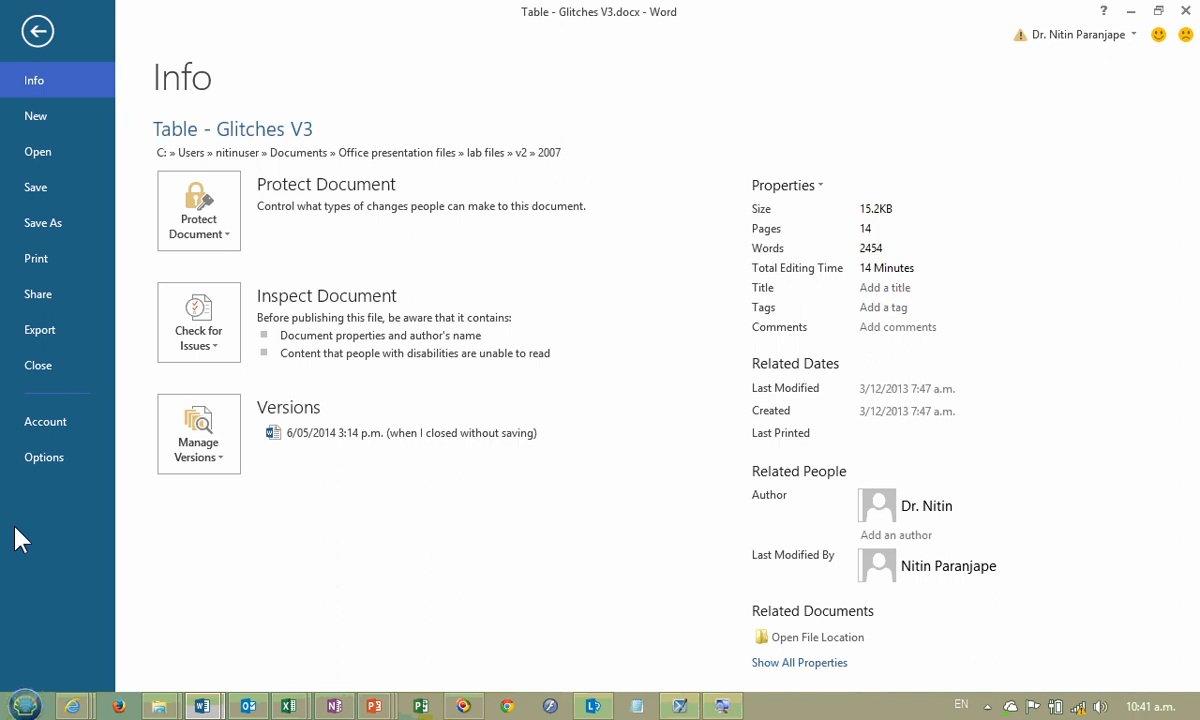 Table - Glitches V3.docx - Word
?
Dr. Nitin Paranjape
Info
New
Open
Save
Save As
Print
Share
Export
Close
Account
Options
Info
Table - Glitches V3
C: » Users » nitinuser » Documents » Office presentation files » lab files » v2 » 2007
Protect Document
Protect Document
Control what types of changes people can make to this document.
Check for Issues
Inspect Document
Before publishing this file, be aware that it contains:
Document properties and author's name
Content that people with disabilities are unable to read
Manage Versions
Versions
6/05/2014 3:14 p.m. (when I closed without saving)
Properties
Size 15.2KB
Pages 14
Words 2454
Total Editing Time 14 Minutes
Title Add a title
Tags Add a tag
Comments Add comments
Related Dates
Last Modified 3/12/2013 7:47 a.m.
Created 3/12/2013 7:47 a.m.
Last Printed
Related People
Author
Dr. Nitin
Add an author
Last Modified By
Nitin Paranjape
Related Documents
Open File Location
Show All Properties
EN
10:41 a.m.